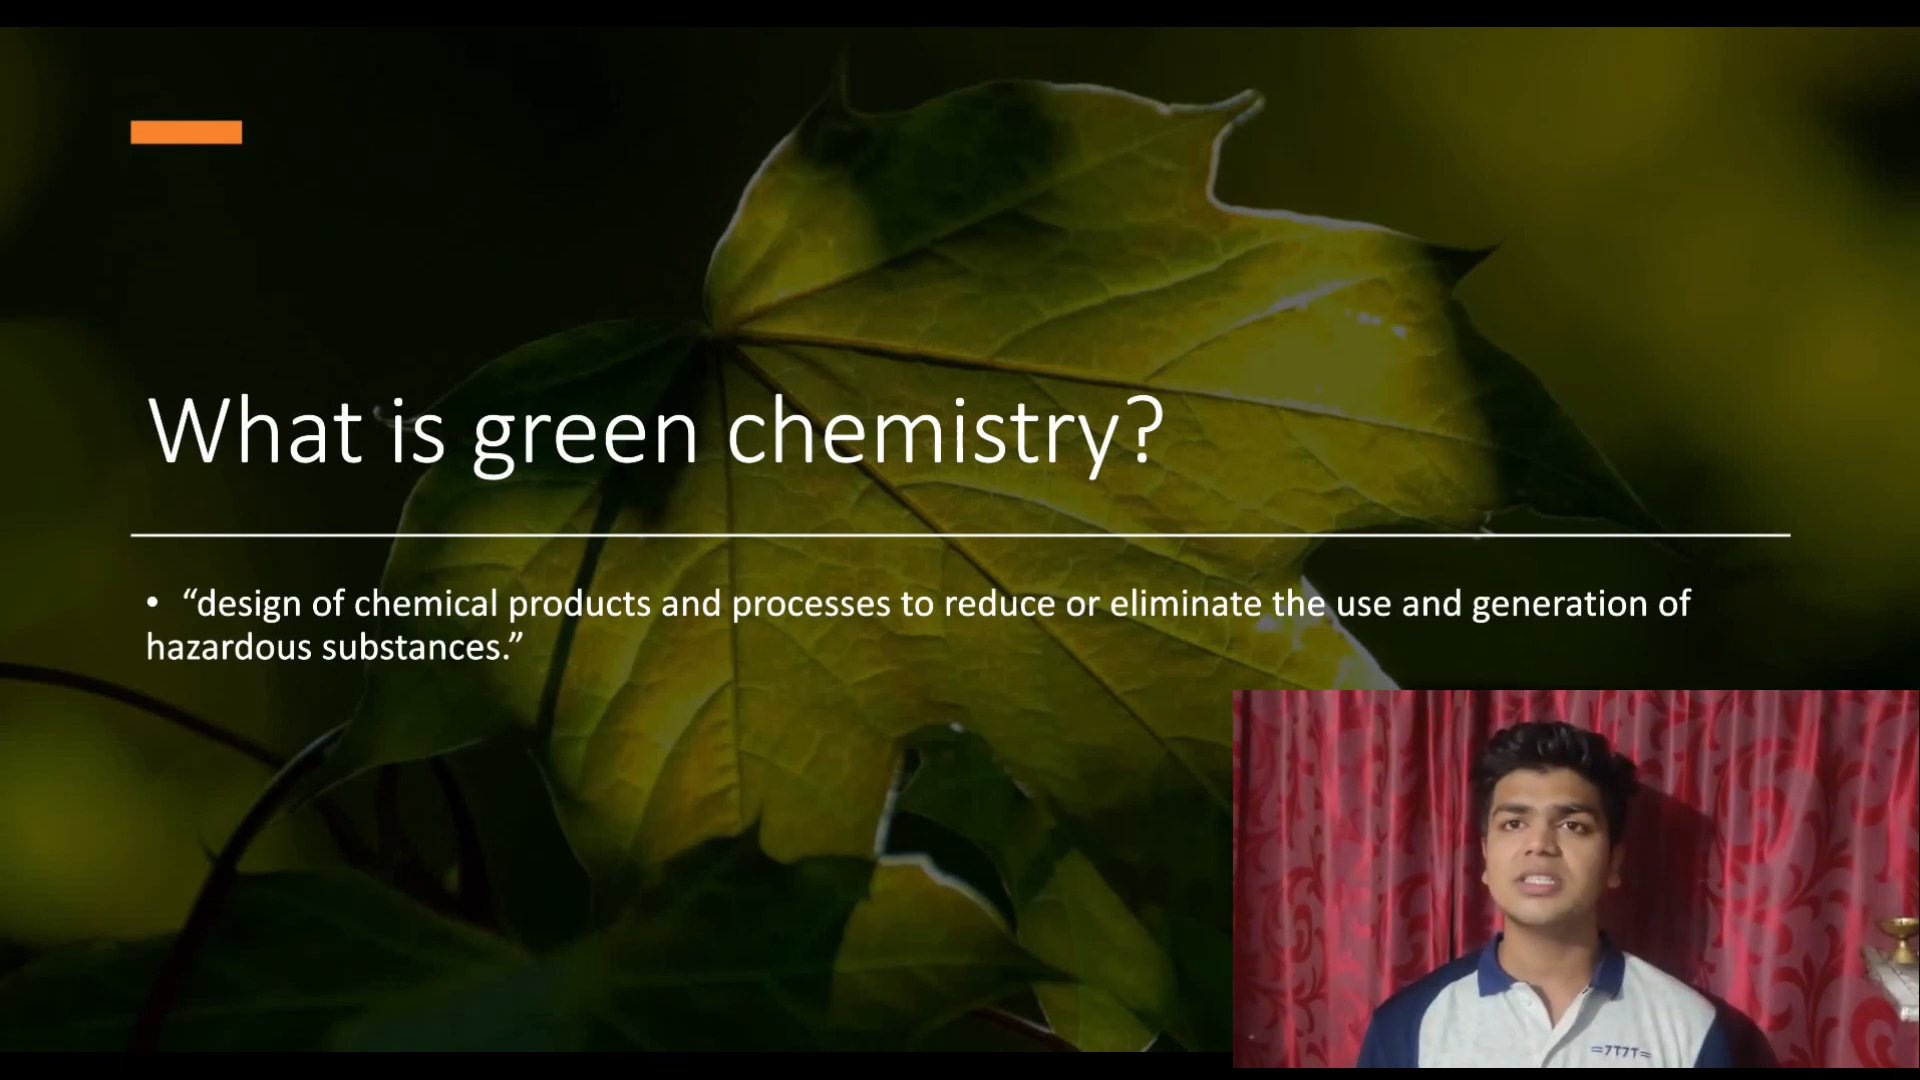 What is green chemistry?
• “design of chemical products and processes to reduce or eliminate the use and generation of
hazardous substances.”
=7T7T=